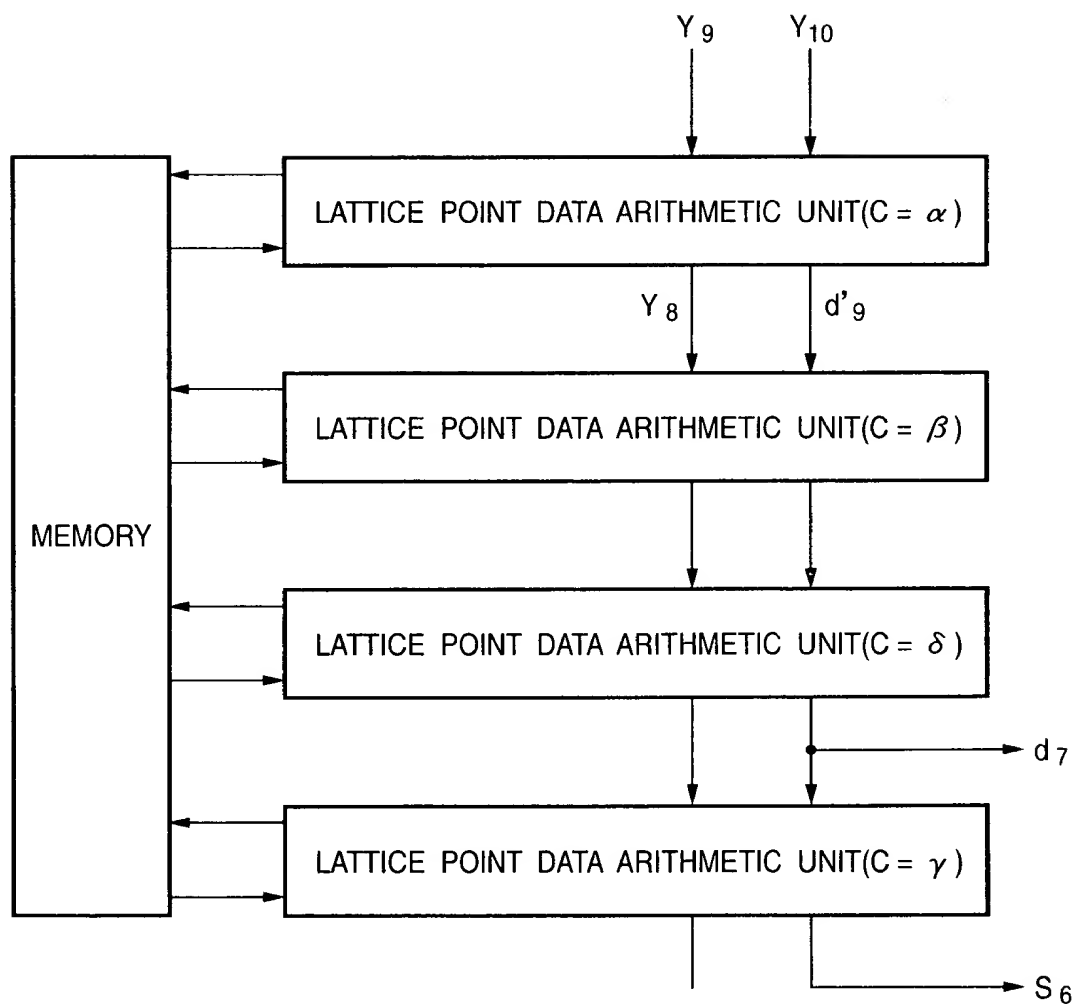 Y₉ Y₁₀
LATTICE POINT DATA ARITHMETIC UNIT(C = α)
Y₈ d'₉
LATTICE POINT DATA ARITHMETIC UNIT(C = β)
MEMORY
LATTICE POINT DATA ARITHMETIC UNIT(C = δ)
d₇
LATTICE POINT DATA ARITHMETIC UNIT(C = γ)
S₆